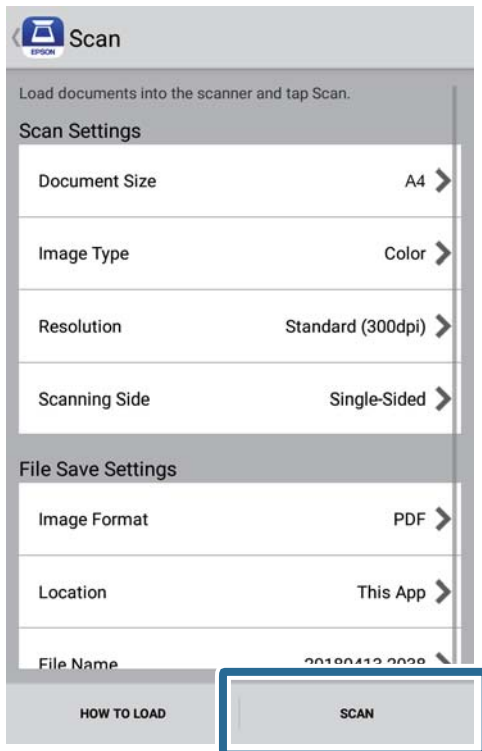 EPSON
Scan
Load documents into the scanner and tap Scan.
Scan Settings
Document Size A4
Image Type Color
Resolution Standard (300dpi)
Scanning Side Single-Sided
File Save Settings
Image Format PDF
Location This App
File Name 20180413 2038
HOW TO LOAD SCAN